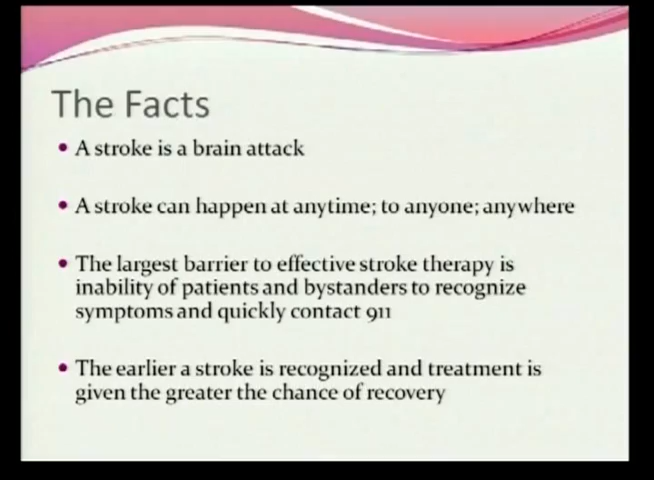 The Facts
A stroke is a brain attack
A stroke can happen at anytime; to anyone; anywhere
The largest barrier to effective stroke therapy is
inability of patients and bystanders to recognize
symptoms and quickly contact 911
The earlier a stroke is recognized and treatment is
given the greater the chance of recovery